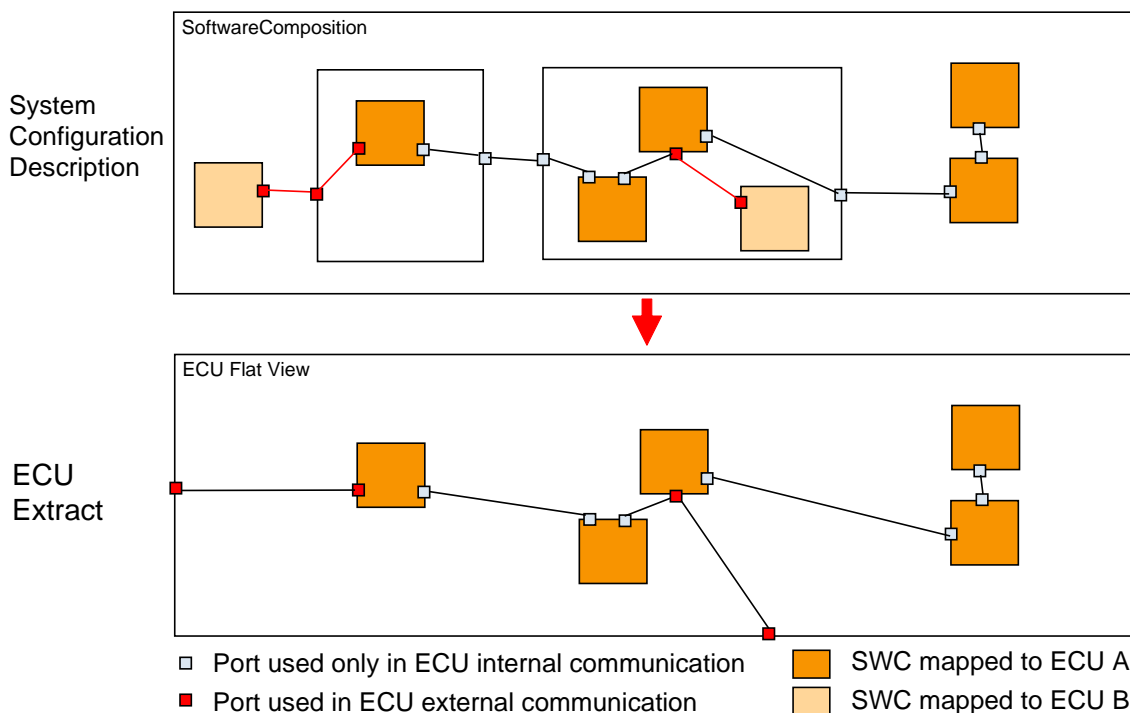 SoftwareComposition
System
Configuration
Description
ECU Flat View
ECU
Extract
Port used only in ECU internal communication
SWC mapped to ECU A
Port used in ECU external communication
SWC mapped to ECU B